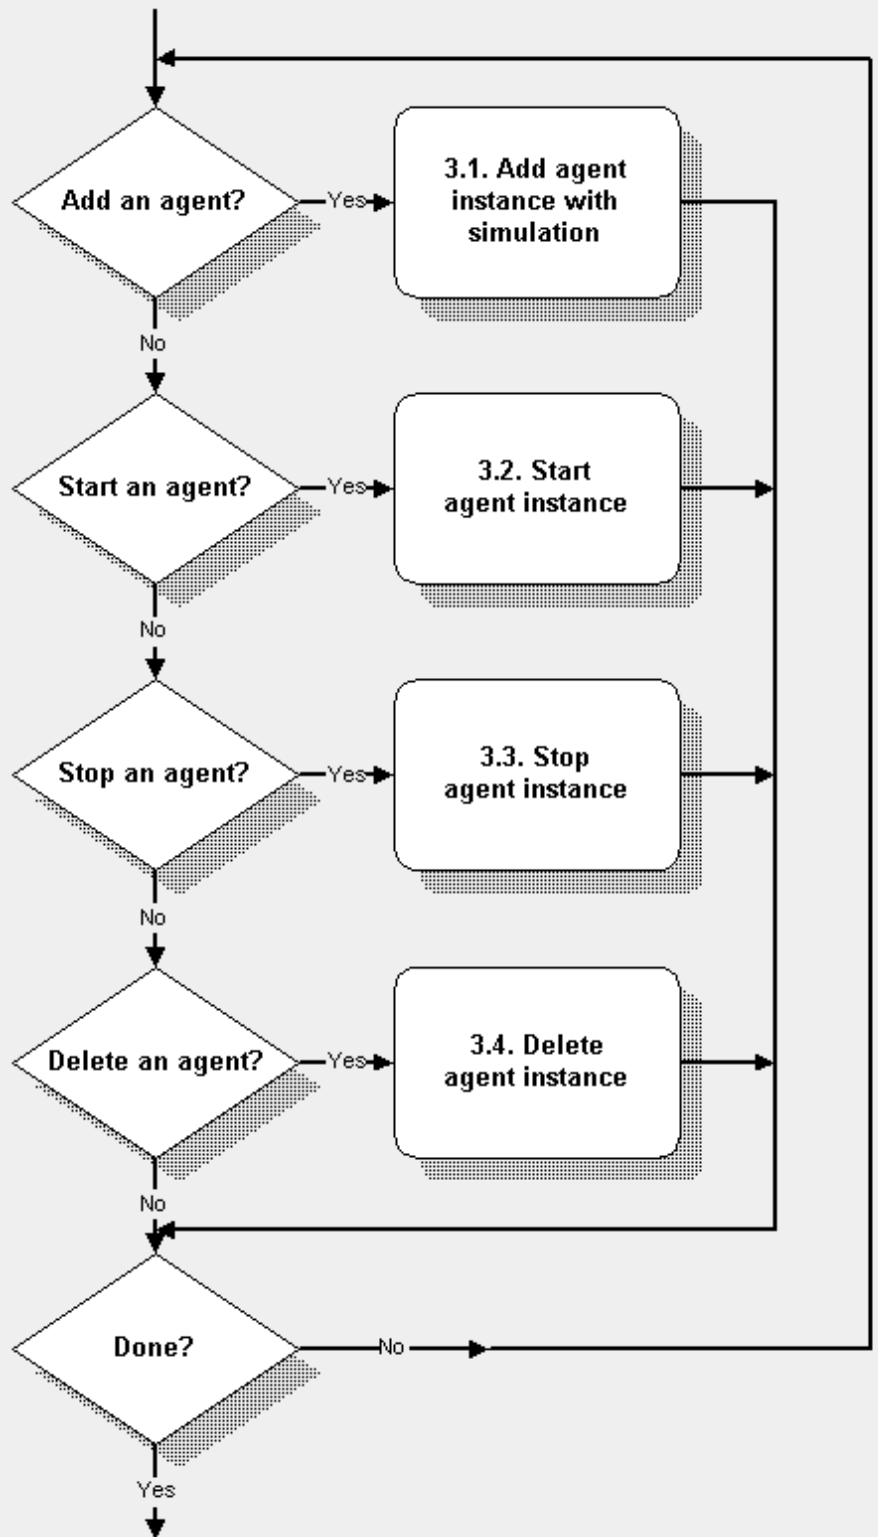 Add an agent?
Yes
3.1. Add agent
instance with
simulation
No
Start an agent?
Yes
3.2. Start
agent instance
No
Stop an agent?
Yes
3.3. Stop
agent instance
No
Delete an agent?
Yes
3.4. Delete
agent instance
No
Done?
No
Yes